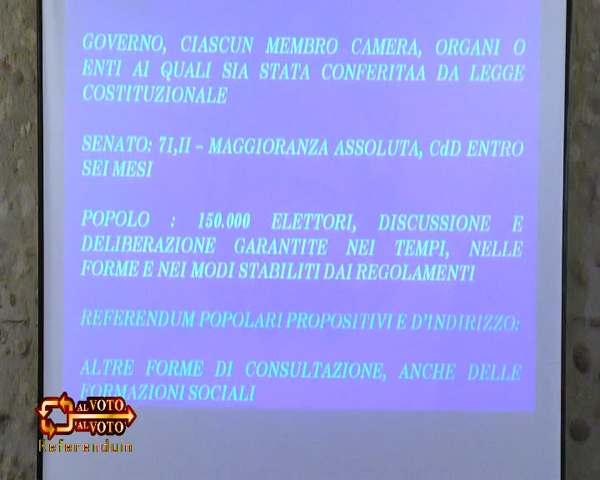 GOVERNO, CIASCUN MEMBRO CAMERA, ORGANI O
ENTI AI QUALI SIA STATA CONFERITAA DA LEGGE
COSTITUZIONALE
SENATO: 71,II – MAGGIORANZA ASSOLUTA, CdD ENTRO
SEI MESI
POPOLO : 150.000 ELETTORI, DISCUSSIONE E
DELIBERAZIONE GARANTITE NEI TEMPI, NELLE
FORME E NEI MODI STABILITI DAI REGOLAMENTI
REFERENDUM POPOLARI PROPOSITIVI E D'INDIRIZZO:
ALTRE FORME DI CONSULTAZIONE, ANCHE DELLE
FORMAZIONI SOCIALI
AL VOTO,
AL VOTO
Referendum